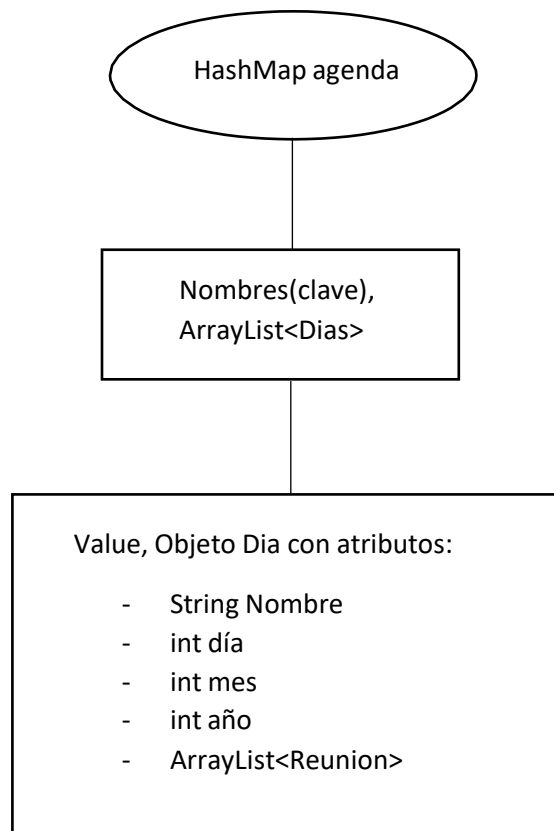 HashMap agenda
Nombres(clave),
ArrayList<Dias>
Value, Objeto Dia con atributos:
- String Nombre
- int día
- int mes
- int año
- ArrayList<Reunion>